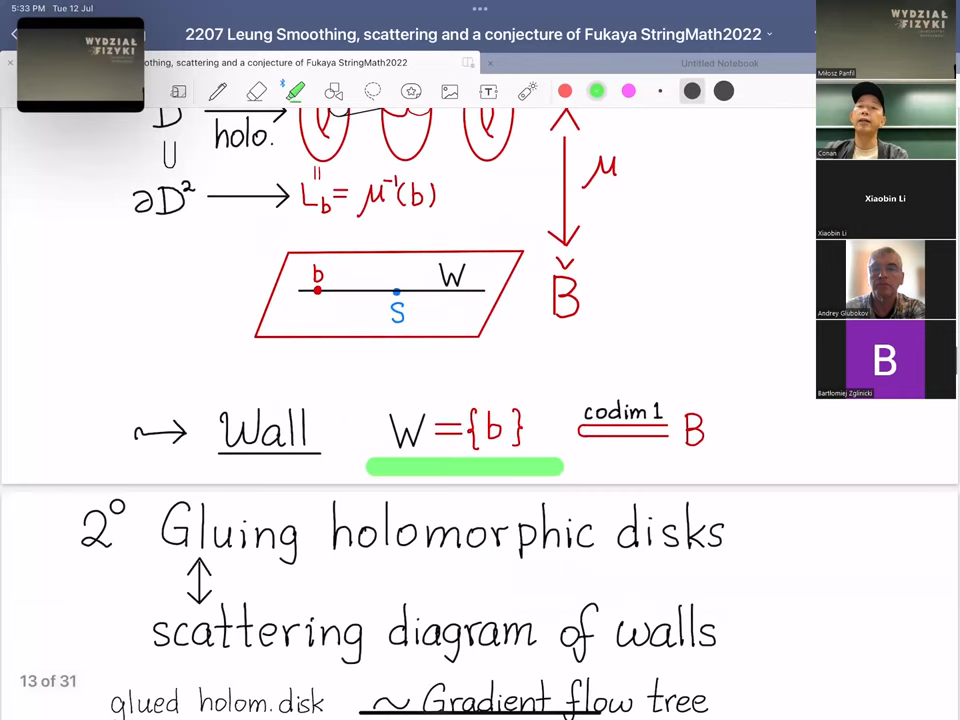 5:33 PM Tue 12 Jul
2207 Leung Smoothing, scattering and a conjecture of Fukaya StringMath2022
othing, scattering and a conjecture of Fukaya StringMath2022
Untitled Notebook
WYDZIAŁ
FIZYKI
WYDZIAŁ
FIZYKI
Miłosz Panfil
Conan
Xiaobin Li
Xiaobin Li
Andrey Glubokov
B
Bartłomiej Zglinicki
T
D → holo.
∪ ‖
∂D² → L_b = μ⁻¹(b)
μ
b W
S
B̌
⇝ Wall W = {b} ⊂ codim 1 B
2° Gluing holomorphic disks
↕
scattering diagram of walls
13 of 31
glued holom. disk ~ Gradient flow tree